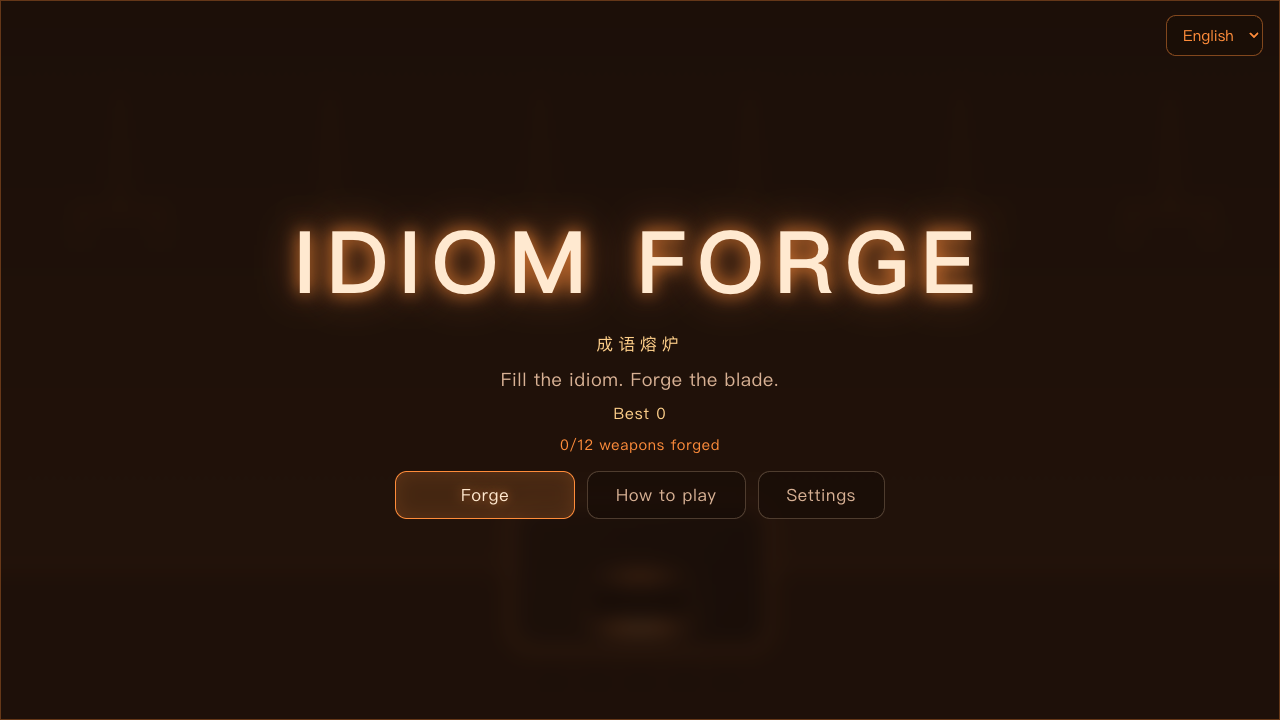 English
IDIOM FORGE
成语熔炉
Fill the idiom. Forge the blade.
Best 0
0/12 weapons forged
Forge
How to play
Settings